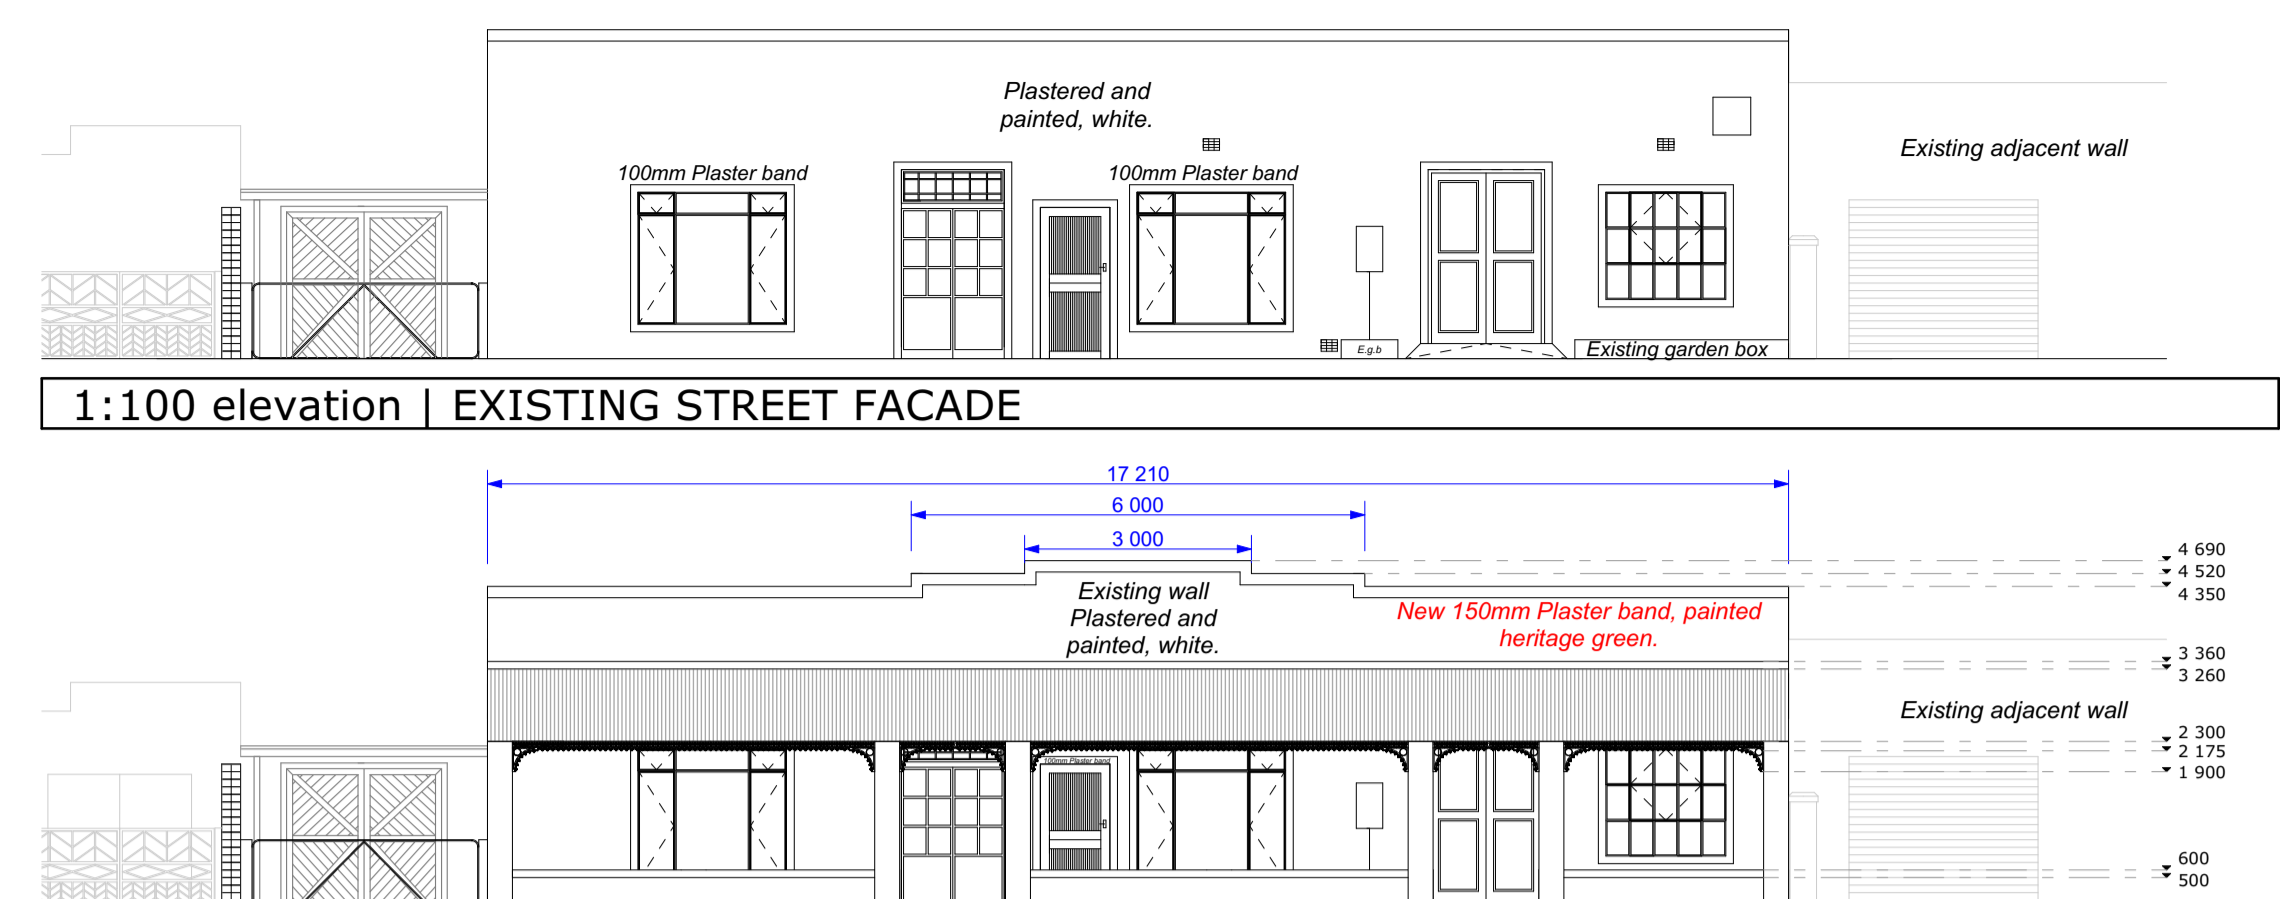 Plastered and
painted, white.
Existing adjacent wall
100mm Plaster band
100mm Plaster band
E.g.b
Existing garden box
1:100 elevation | EXISTING STREET FACADE
17 210
6 000
3 000
4 690
4 520
4 350
Existing wall
Plastered and
painted, white.
New 150mm Plaster band, painted
heritage green.
3 360
3 260
Existing adjacent wall
2 300
2 175
1 900
100mm Plaster band
600
500